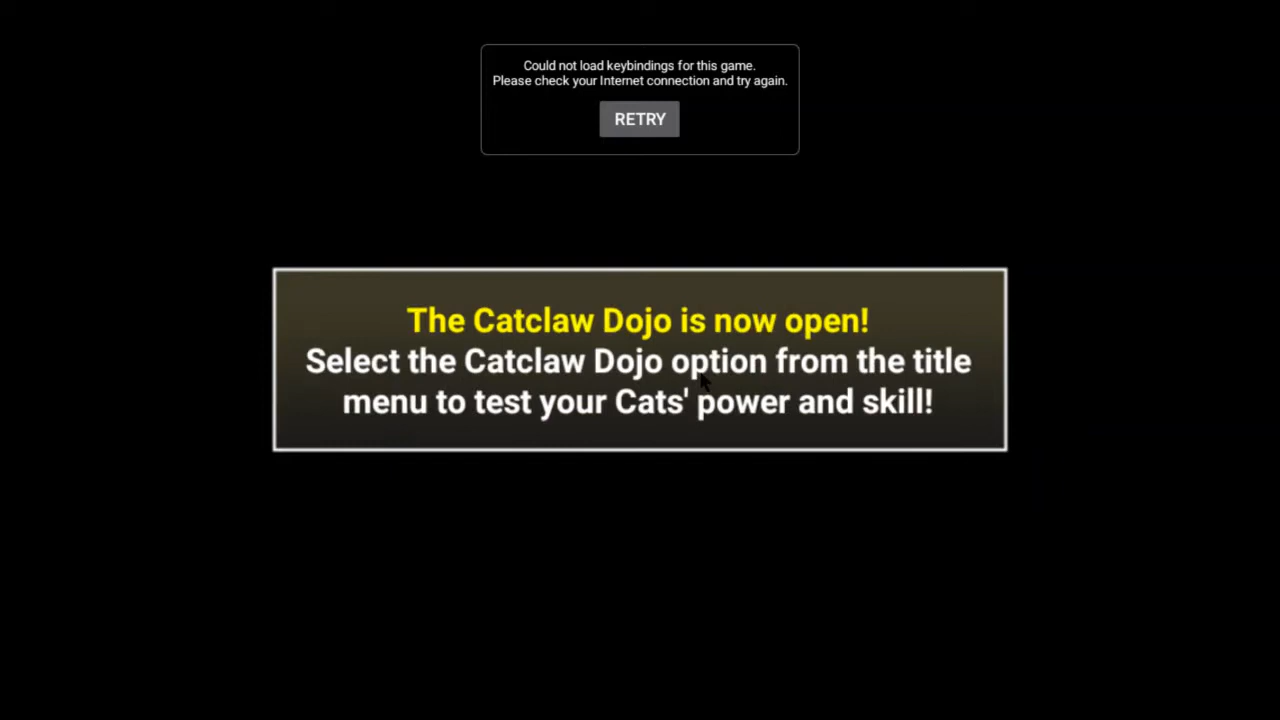 Could not load keybindings for this game.
Please check your Internet connection and try again.
RETRY
The Catclaw Dojo is now open!
Select the Catclaw Dojo option from the title
menu to test your Cats' power and skill!